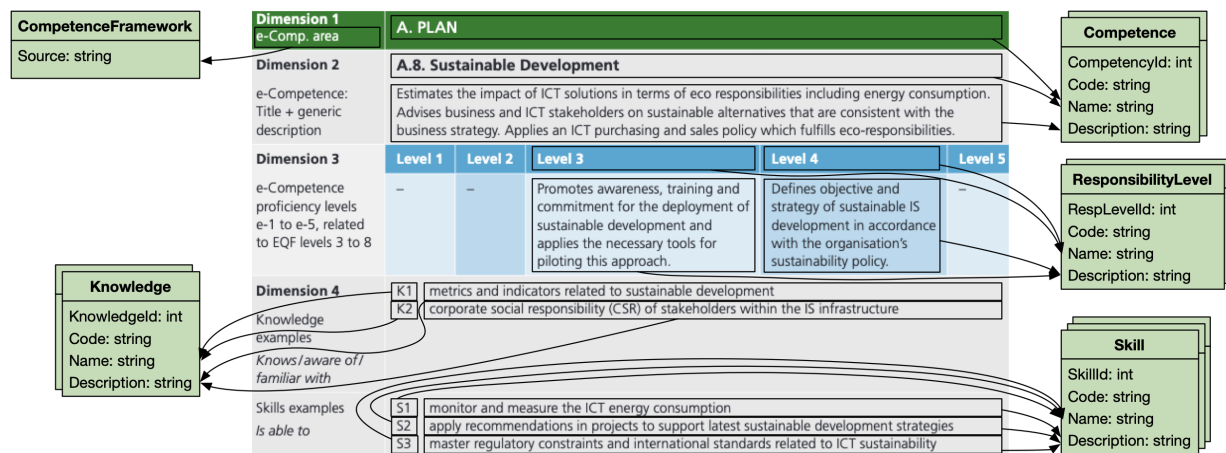 CompetenceFramework
Source: string
Dimension 1
e-Comp. area
A. PLAN
Dimension 2
A.8. Sustainable Development
e-Competence:
Title + generic
description
Estimates the impact of ICT solutions in terms of eco responsibilities including energy consumption.
Advises business and ICT stakeholders on sustainable alternatives that are consistent with the
business strategy. Applies an ICT purchasing and sales policy which fulfills eco-responsibilities.
Competence
CompetencyId: int
Code: string
Name: string
Description: string
Dimension 3
Level 1
Level 2
Level 3
Level 4
Level 5
e-Competence
proficiency levels
e-1 to e-5, related
to EQF levels 3 to 8
–
–
Promotes awareness, training and
commitment for the deployment of
sustainable development and
applies the necessary tools for
piloting this approach.
Defines objective and
strategy of sustainable IS
development in accordance
with the organisation's
sustainability policy.
–
ResponsibilityLevel
RespLevelId: int
Code: string
Name: string
Description: string
Knowledge
KnowledgeId: int
Code: string
Name: string
Description: string
Dimension 4
Knowledge
examples
Knows/aware of/
familiar with
K1 metrics and indicators related to sustainable development
K2 corporate social responsibility (CSR) of stakeholders within the IS infrastructure
Skills examples
Is able to
S1 monitor and measure the ICT energy consumption
S2 apply recommendations in projects to support latest sustainable development strategies
S3 master regulatory constraints and international standards related to ICT sustainability
Skill
SkillId: int
Code: string
Name: string
Description: string